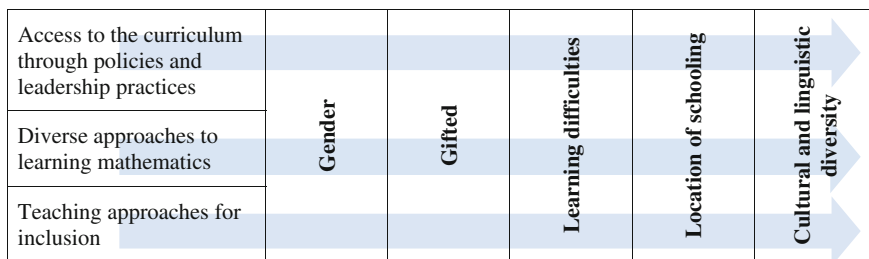 Access to the curriculum
through policies and
leadership practices
Diverse approaches to
learning mathematics
Teaching approaches for
inclusion
Gender
Gifted
Learning difficulties
Location of schooling
Cultural and linguistic
diversity